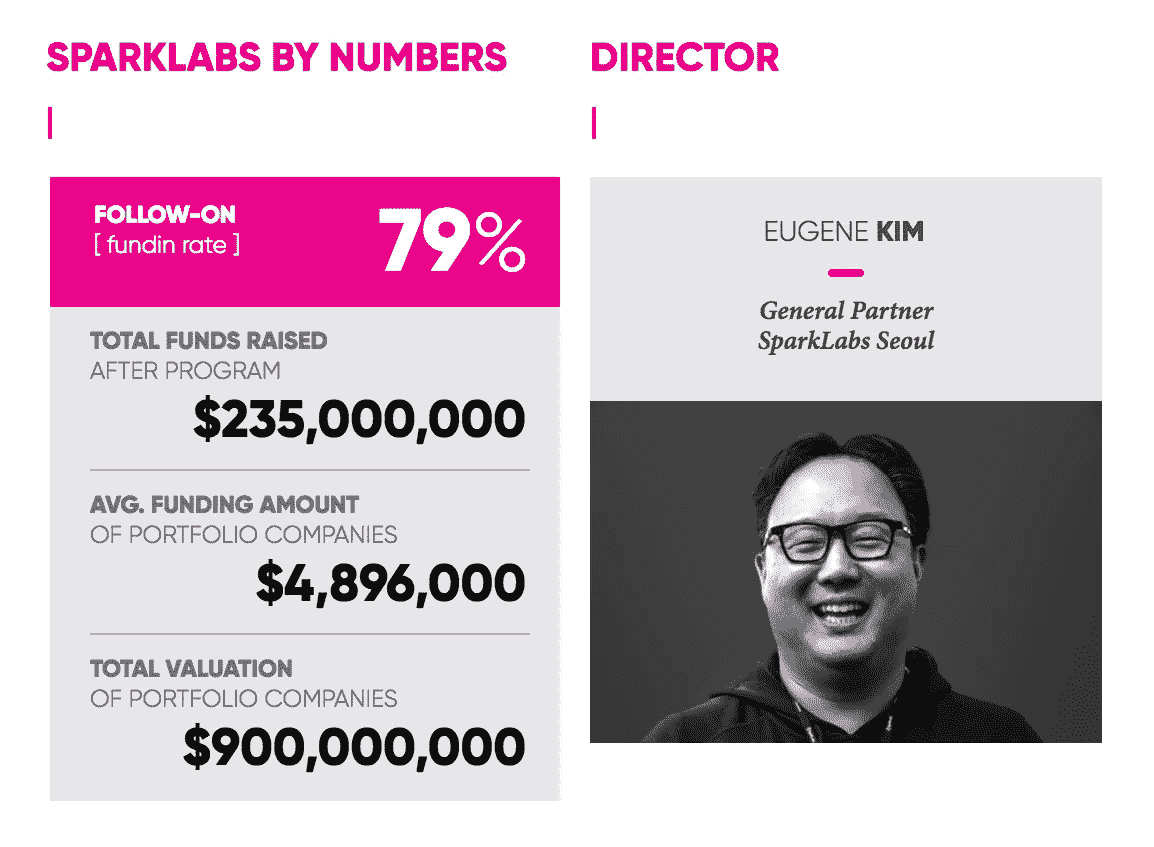 SPARKLABS BY NUMBERS
FOLLOW-ON
[ fundin rate ]
79%
TOTAL FUNDS RAISED
AFTER PROGRAM
$235,000,000
AVG. FUNDING AMOUNT
OF PORTFOLIO COMPANIES
$4,896,000
TOTAL VALUATION
OF PORTFOLIO COMPANIES
$900,000,000
DIRECTOR
EUGENE KIM
General Partner
SparkLabs Seoul